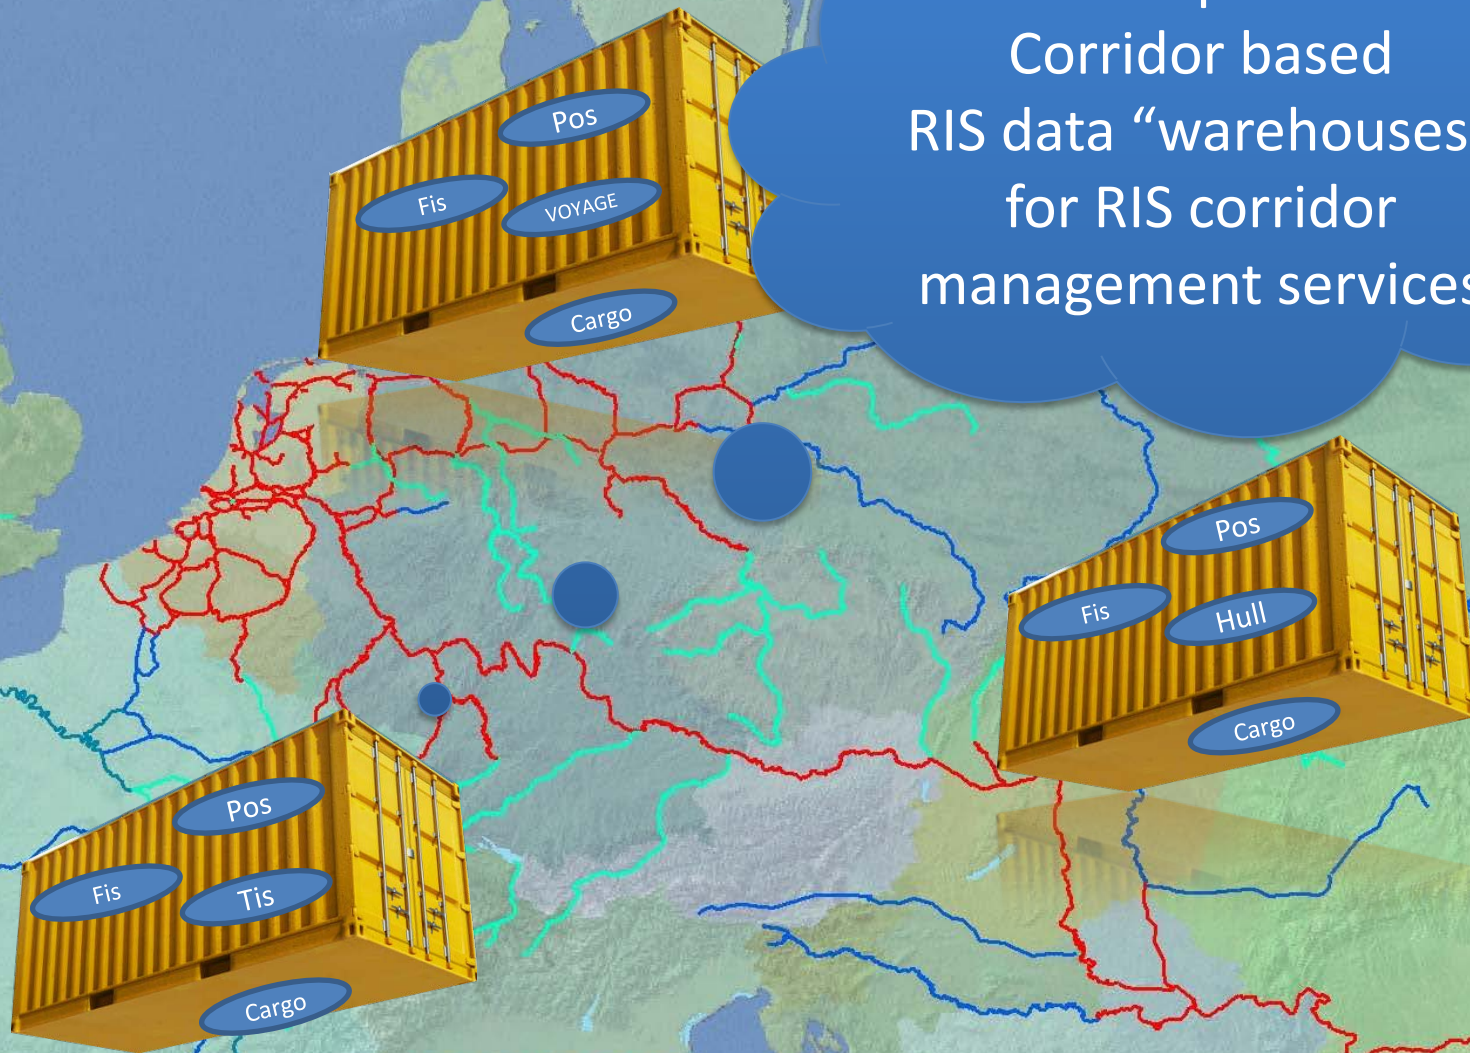 Corridor based
RIS data “warehouses
for RIS corridor
management services
Pos
Fis
VOYAGE
Cargo
Pos
Fis
Hull
Cargo
Pos
Fis
Tis
Cargo